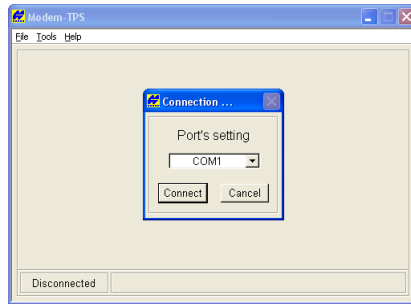 Modem-TPS
File Tools Help
Connection ...
Port's setting
COM1
Connect Cancel
Disconnected